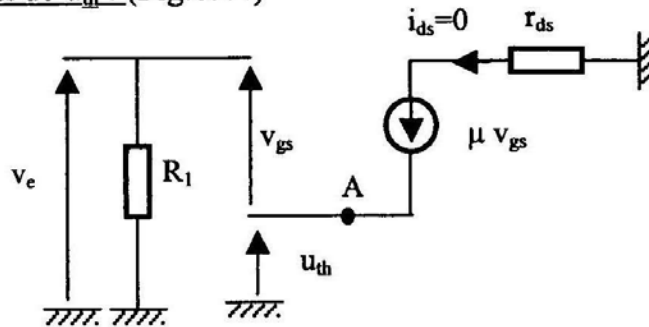 i_ds=0
r_ds
v_gs
μ v_gs
v_e
R_1
A
u_th